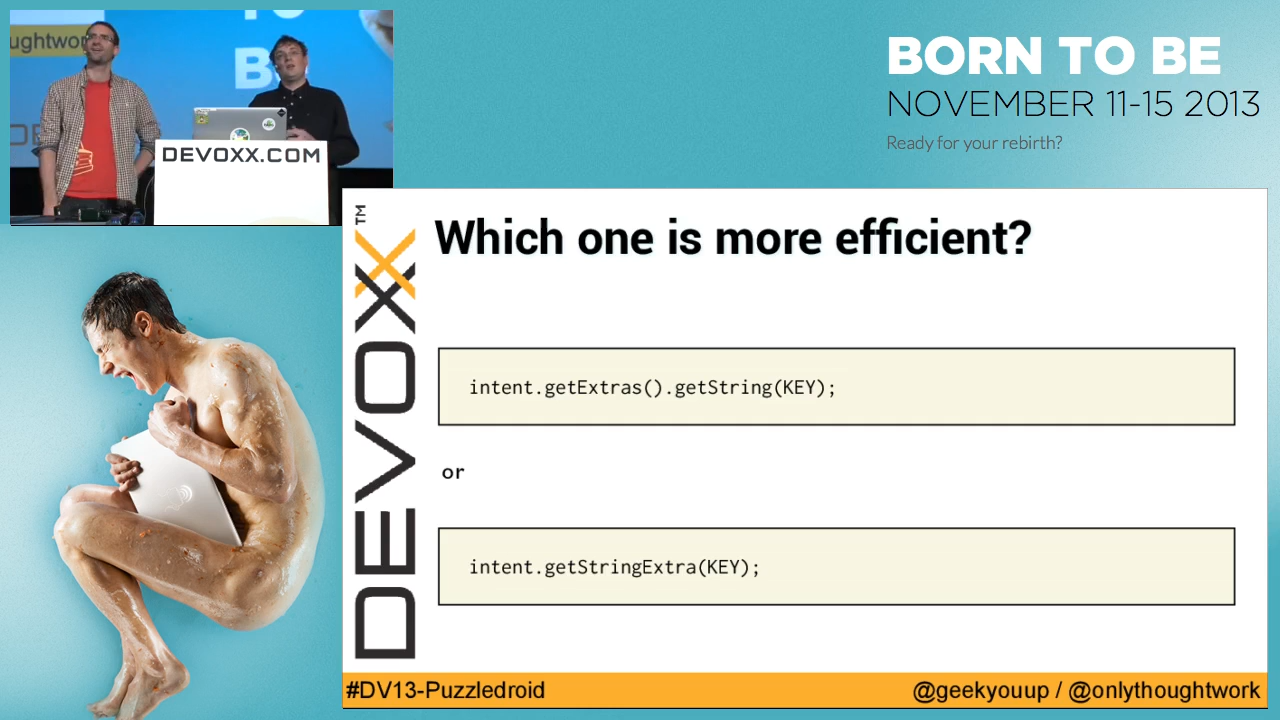 ughtwor
B
DEVOXX.COM
BORN TO BE
NOVEMBER 11-15 2013
Ready for your rebirth?
DEVOXX™
Which one is more efficient?
intent.getExtras().getString(KEY);
or
intent.getStringExtra(KEY);
#DV13-Puzzledroid
@geekyouup / @onlythoughtwork